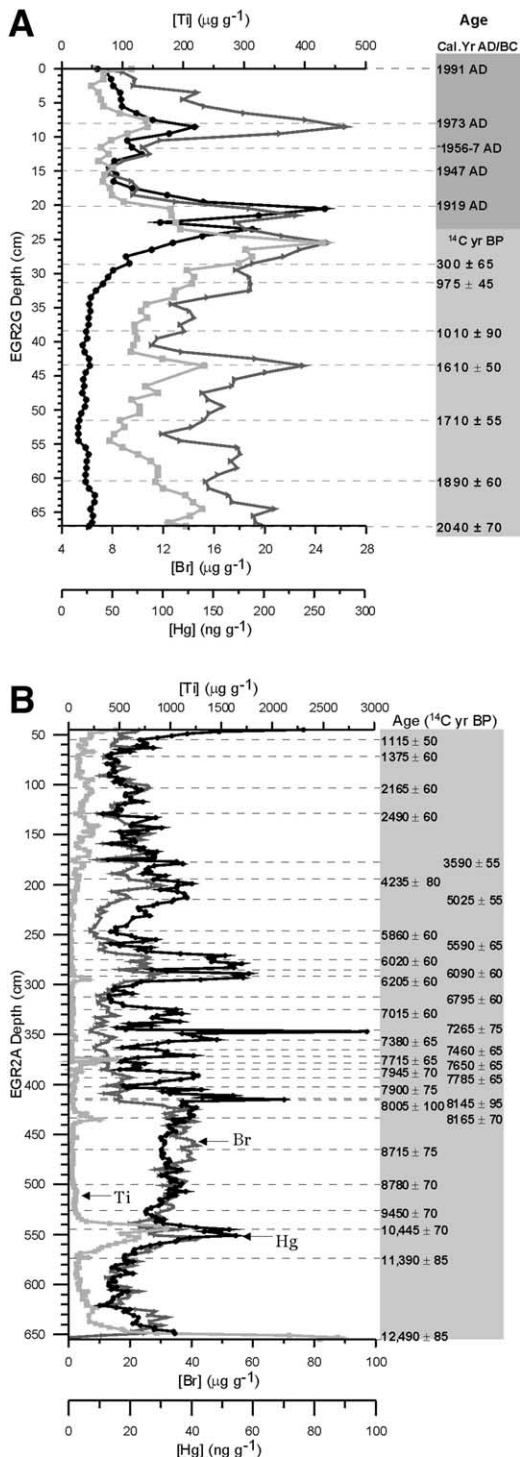 A
[Ti] (µg g⁻¹)
Age
0 100 200 300 400 500
Cal.Yr AD/BC
0
5
10
15
20
25
30
35
40
45
50
55
60
65
EGR2G Depth (cm)
1991 AD
1973 AD
1956-7 AD
1947 AD
1919 AD
¹⁴C yr BP
300 ± 65
975 ± 45
1010 ± 90
1610 ± 50
1710 ± 55
1890 ± 60
2040 ± 70
4 8 12 16 20 24 28
[Br] (µg g⁻¹)
0 50 100 150 200 250 300
[Hg] (ng g⁻¹)
B
[Ti] (µg g⁻¹)
0 500 1000 1500 2000 2500 3000
Age (¹⁴C yr BP)
50
100
150
200
250
300
350
400
450
500
550
600
650
EGR2A Depth (cm)
1115 ± 50
1375 ± 60
2165 ± 60
2490 ± 60
3590 ± 55
4235 ± 80
5025 ± 55
5860 ± 60
5590 ± 65
6020 ± 60
6090 ± 60
6205 ± 60
6795 ± 60
7015 ± 60
7265 ± 75
7380 ± 65
7460 ± 65
7715 ± 65
7650 ± 65
7945 ± 70
7785 ± 65
7900 ± 75
8145 ± 95
8005 ± 100
8165 ± 70
8715 ± 75
8780 ± 70
9450 ± 70
10,445 ± 70
11,390 ± 85
12,490 ± 85
Br
Ti
Hg
0 20 40 60 80 100
[Br] (µg g⁻¹)
0 20 40 60 80 100
[Hg] (ng g⁻¹)